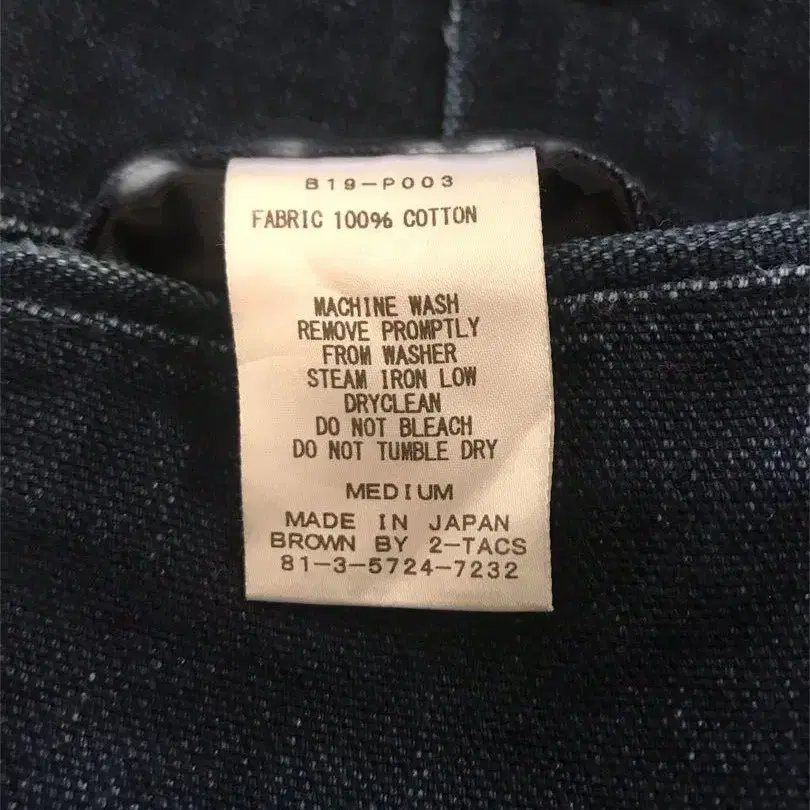 B19-P003
FABRIC 100% COTTON
MACHINE WASH
REMOVE PROMPTLY
FROM WASHER
STEAM IRON LOW
DRYCLEAN
DO NOT BLEACH
DO NOT TUMBLE DRY
MEDIUM
MADE IN JAPAN
BROWN BY 2-TACS
81-3-5724-7232